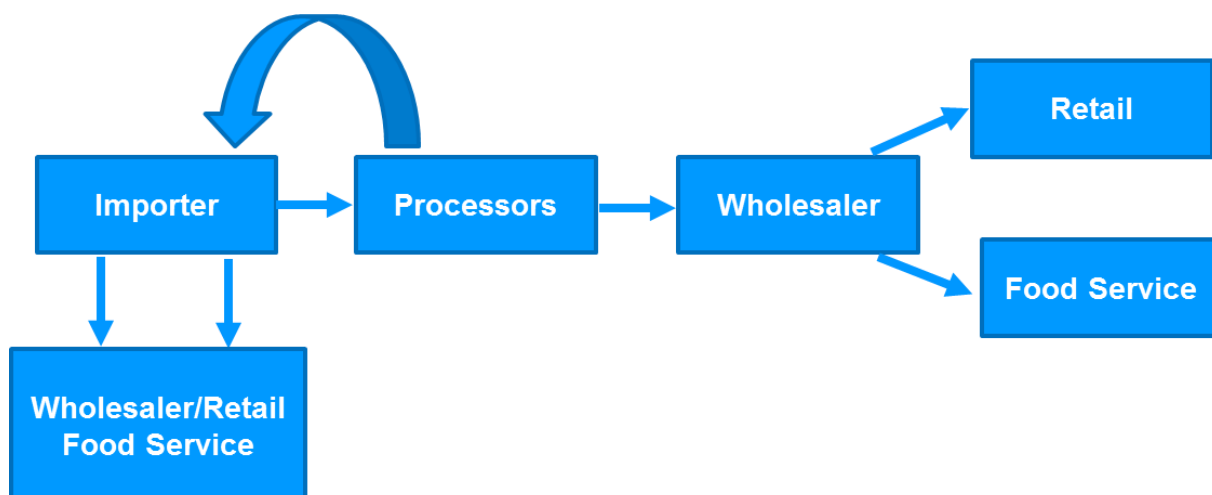 Retail
Importer
Processors
Wholesaler
Food Service
Wholesaler/Retail
Food Service